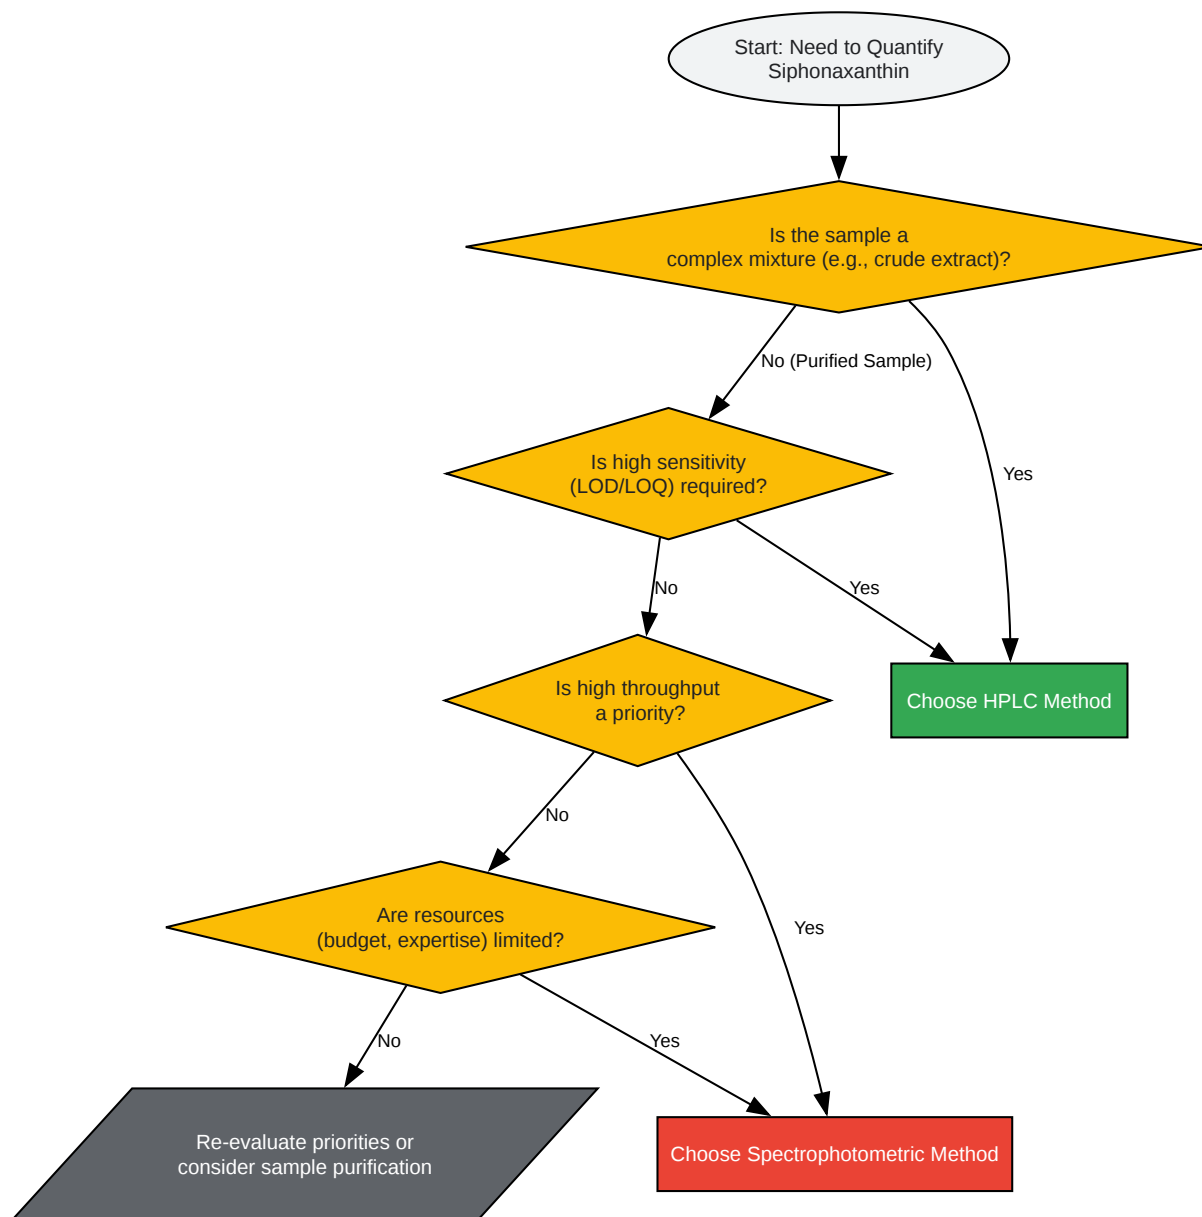 Start: Need to Quantify
Siphonaxanthin
Is the sample a
complex mixture (e.g., crude extract)?
No (Purified Sample)
Yes
Is high sensitivity
(LOD/LOQ) required?
No
Yes
Is high throughput
a priority?
Choose HPLC Method
No
Yes
Are resources
(budget, expertise) limited?
No
Yes
Re-evaluate priorities or
consider sample purification
Choose Spectrophotometric Method